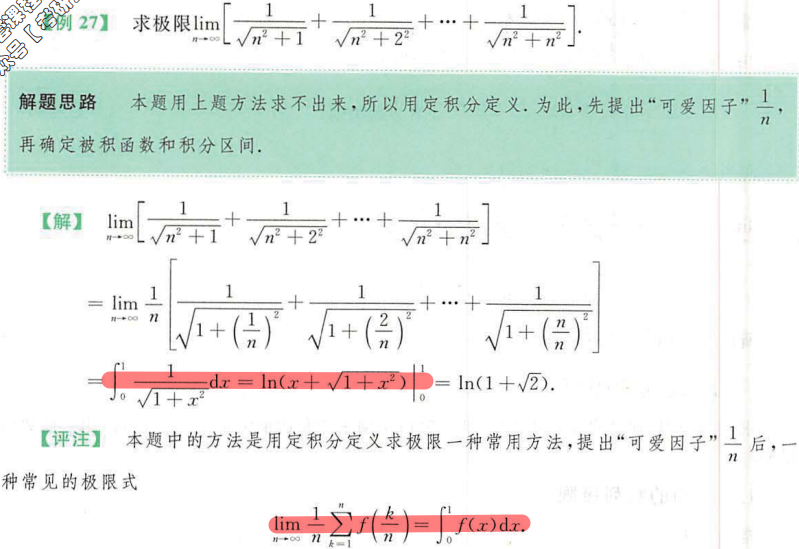 【例 27】 求极限$\lim\limits_{n\to\infty}\left[\frac{1}{\sqrt{n^2+1}}+\frac{1}{\sqrt{n^2+2^2}}+\cdots+\frac{1}{\sqrt{n^2+n^2}}\right]$.
解题思路 本题用上题方法求不出来,所以用定积分定义.为此,先提出“可爱因子”$\frac{1}{n}$,
再确定被积函数和积分区间.
【解】 $\lim\limits_{n\to\infty}\left[\frac{1}{\sqrt{n^2+1}}+\frac{1}{\sqrt{n^2+2^2}}+\cdots+\frac{1}{\sqrt{n^2+n^2}}\right]$
$=\lim\limits_{n\to\infty}\frac{1}{n}\left[\frac{1}{\sqrt{1+\left(\frac{1}{n}\right)^2}}+\frac{1}{\sqrt{1+\left(\frac{2}{n}\right)^2}}+\cdots+\frac{1}{\sqrt{1+\left(\frac{n}{n}\right)^2}}\right]$
$=\int_0^1\frac{1}{\sqrt{1+x^2}}\mathrm{d}x=\ln(x+\sqrt{1+x^2})\Big|_0^1=\ln(1+\sqrt{2})$.
【评注】 本题中的方法是用定积分定义求极限一种常用方法,提出“可爱因子”$\frac{1}{n}$后,一
种常见的极限式
$\lim\limits_{n\to\infty}\frac{1}{n}\sum\limits_{k=1}^{n}f\left(\frac{k}{n}\right)=\int_0^1 f(x)\mathrm{d}x$.